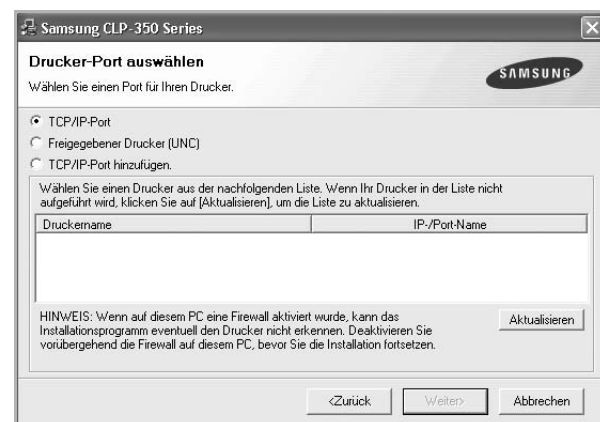 Samsung CLP-350 Series
Drucker-Port auswählen
Wählen Sie einen Port für Ihren Drucker.
SAMSUNG
TCP/IP-Port
Freigegebener Drucker (UNC)
TCP/IP-Port hinzufügen.
Wählen Sie einen Drucker aus der nachfolgenden Liste. Wenn Ihr Drucker in der Liste nicht
aufgeführt wird, klicken Sie auf [Aktualisieren], um die Liste zu aktualisieren.
Druckername IP-/Port-Name
HINWEIS: Wenn auf diesem PC eine Firewall aktiviert wurde, kann das
Installationsprogramm eventuell den Drucker nicht erkennen. Deaktivieren Sie
vorübergehend die Firewall auf diesem PC, bevor Sie die Installation fortsetzen.
Aktualisieren
<Zurück Weiter> Abbrechen